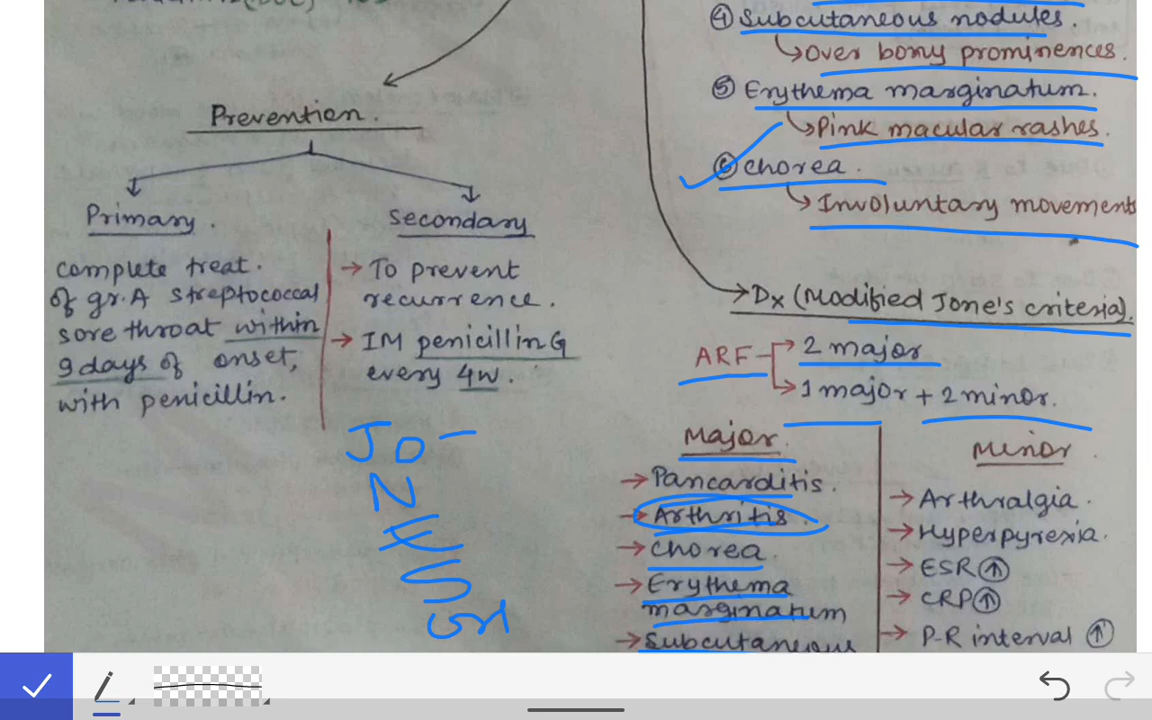 Prevention.
Primary.
complete treat.
of gr.A streptococcal
sore throat within
9 days of onset,
with penicillin.
Secondary
→ To prevent
recurrence.
→ IM penicillin G
every 4w.
JO
N
④ Subcutaneous nodules.
↳ Over bony prominences.
⑤ Erythema marginatum.
↳ Pink macular rashes.
⑥ chorea.
↳ Involuntary movement
→ Dx (Modified Jone's criteria).
ARF → 2 major
→ 1 major + 2 minor.
Major.
→ Pancarditis.
→ Arthritis.
→ chorea.
→ Erythema
marginatum
→ Subcutaneous
Minor.
→ Arthralgia.
→ Hyperpyrexia.
→ ESR↑
→ CRP↑
→ P-R interval ↑